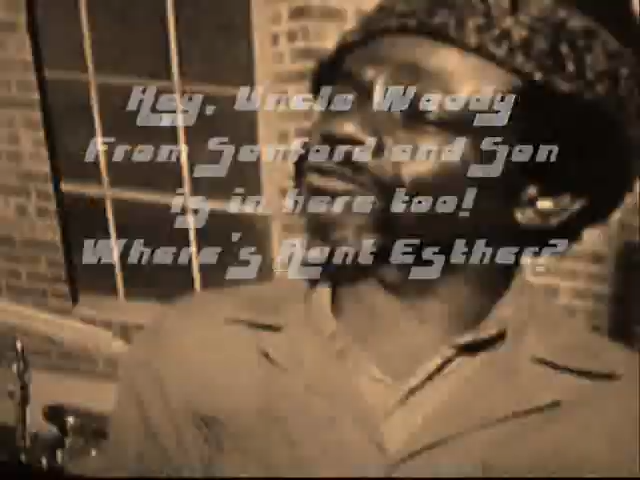 Hey, Uncle Woody
From Sanford and Son
is in here too!
Where's Aunt Esther?